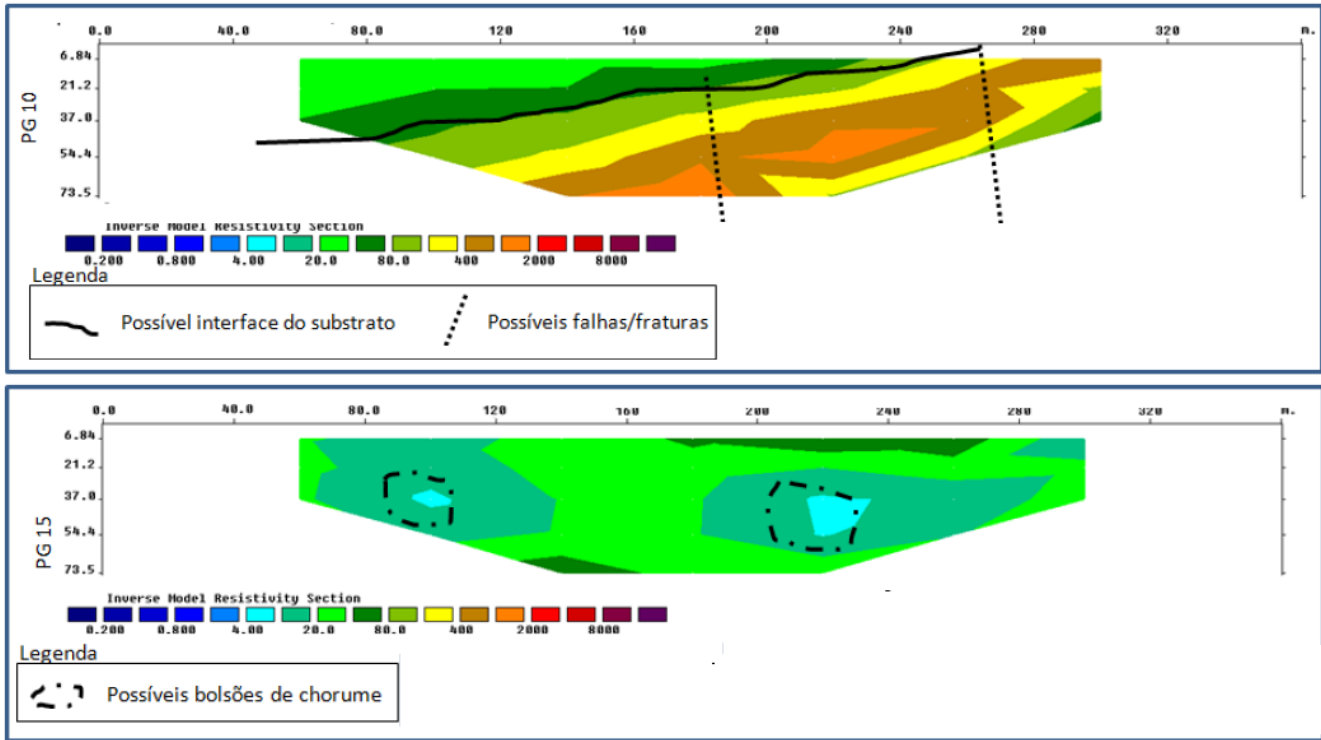 0.0 40.0 80.0 120 160 200 240 280 320 m.
6.84
21.2
37.0
54.4
73.5
PG 10
Inverse Model Resistivity Section
0.200 0.800 4.00 20.0 80.0 400 2000 8000
Legenda
Possível interface do substrato Possíveis falhas/fraturas
0.0 40.0 80.0 120 160 200 240 280 320 m.
6.84
21.2
37.0
54.4
73.5
PG 15
Inverse Model Resistivity Section
0.200 0.800 4.00 20.0 80.0 400 2000 8000
Legenda
Possíveis bolsões de chorume